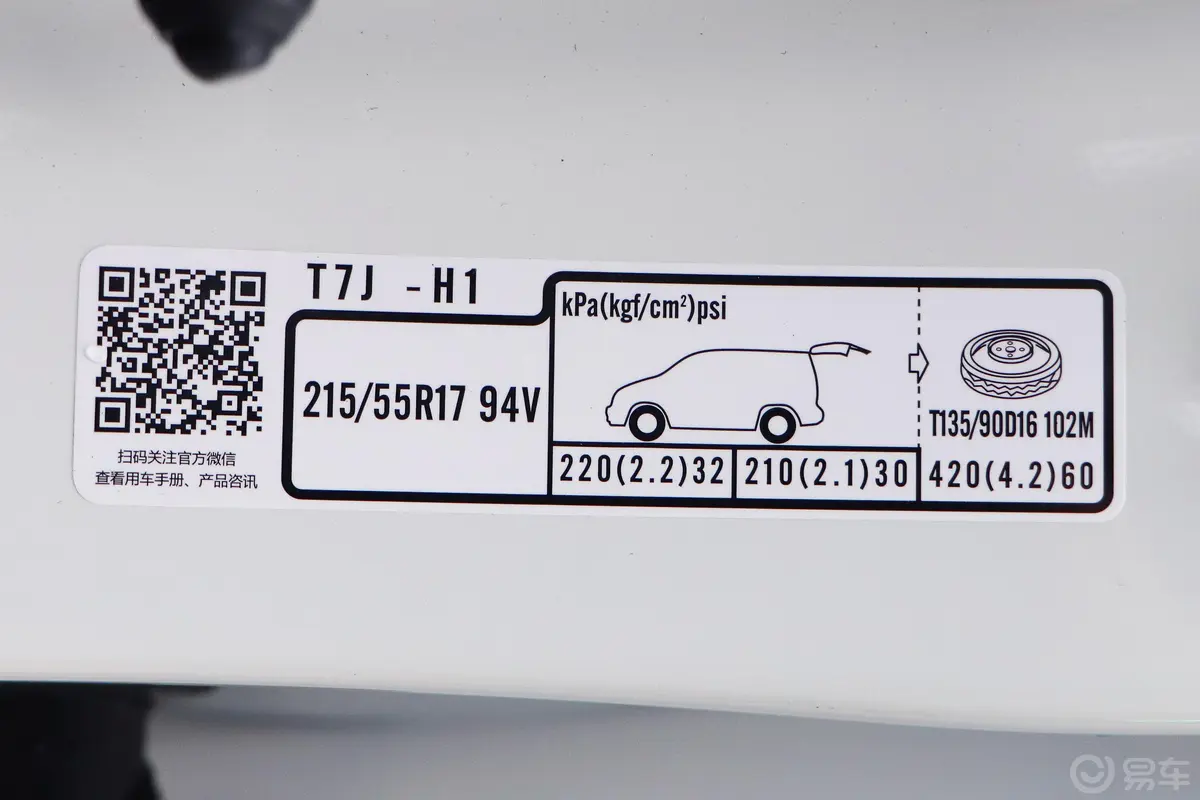 T7J -H1
扫码关注官方微信
查看用车手册、产品咨讯
215/55R17 94V
kPa(kgf/cm²)psi
220(2.2)32
210(2.1)30
T135/90D16 102M
420(4.2)60
易车